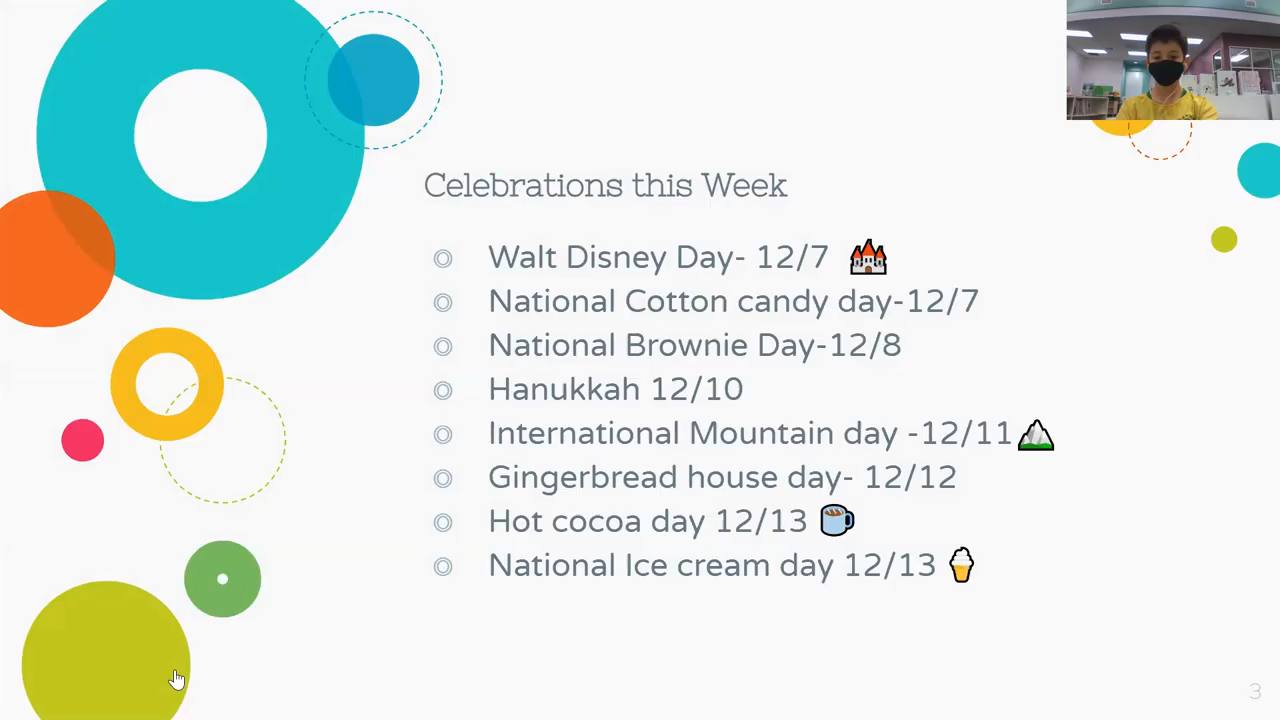 Celebrations this Week
Walt Disney Day- 12/7 🏰
National Cotton candy day-12/7
National Brownie Day-12/8
Hanukkah 12/10
International Mountain day -12/11
Gingerbread house day- 12/12
Hot cocoa day 12/13
National Ice cream day 12/13
3